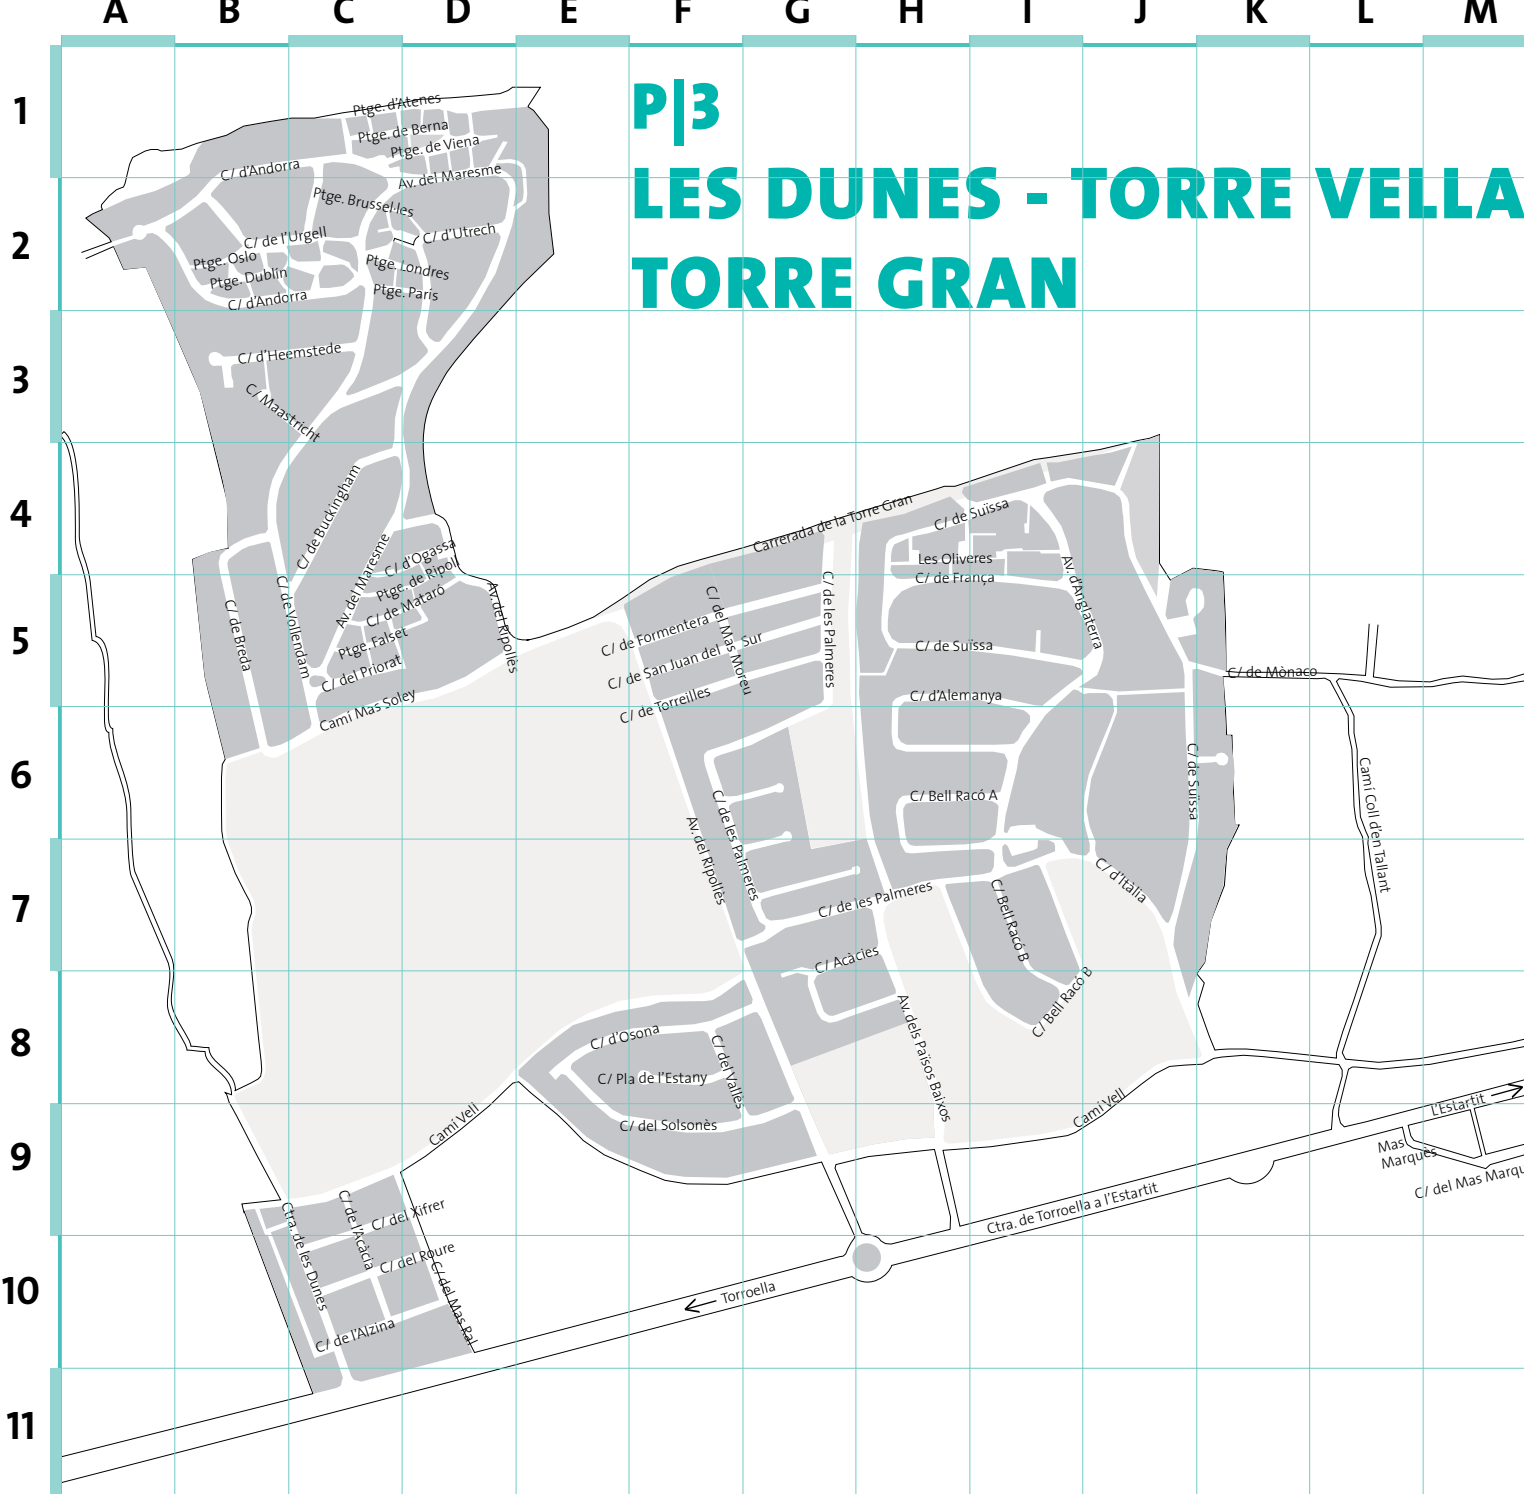 A B C D E F G H I J K L M
1
2
3
4
5
6
7
8
9
10
11
P|3
LES DUNES - TORRE VELLA
TORRE GRAN
Ptge. d'Atenes
Ptge. de Berna
Ptge. de Viena
C/ d'Andorra
Av. del Maresme
Ptge. Brussel·les
C/ de l'Urgell
C/ d'Utrech
Ptge. Oslo
Ptge. Londres
Ptge. Dublín
Ptge. París
C/ d'Andorra
C/ d'Heemstede
C/ Maastricht
C/ de Buckingham
Av. del Maresme
C/ d'Ogassa
Ptge. de Ripoll
C/ de Mataró
Ptge. Falset
C/ del Priorat
Camí Mas Soley
C/ de Vollendam
C/ de Breda
Av. del Ripollès
Carrerada de la Torre Gran
C/ de Suïssa
Les Oliveres
C/ de França
Av. d'Anglaterra
C/ del Mas Moreu
C/ de les Palmeres
C/ de Formentera
C/ de San Juan del Sur
C/ de Torreilles
C/ de Suïssa
C/ d'Alemanya
C/ de Mònaco
C/ de Suïssa
Camí Coll d'en Tallant
C/ Bell Racó A
C/ de les Palmeres
Av. del Ripollès
C/ d'Itàlia
C/ de les Palmeres
C/ Bell Racó B
C/ Acàcies
C/ Bell Racó B
Av. dels Països Baixos
C/ d'Osona
C/ Pla de l'Estany
C/ del Vallès
C/ del Solsonès
Camí Vell
Camí Vell
L'Estartit
Mas
Marquès
C/ del Mas Marqu
Ctra. de Torroella a l'Estartit
C/ de l'Acàcia
C/ del Xifrer
Ctra. de les Dunes
C/ del Roure
C/ del Mas Ral
C/ de l'Alzina
Torroella